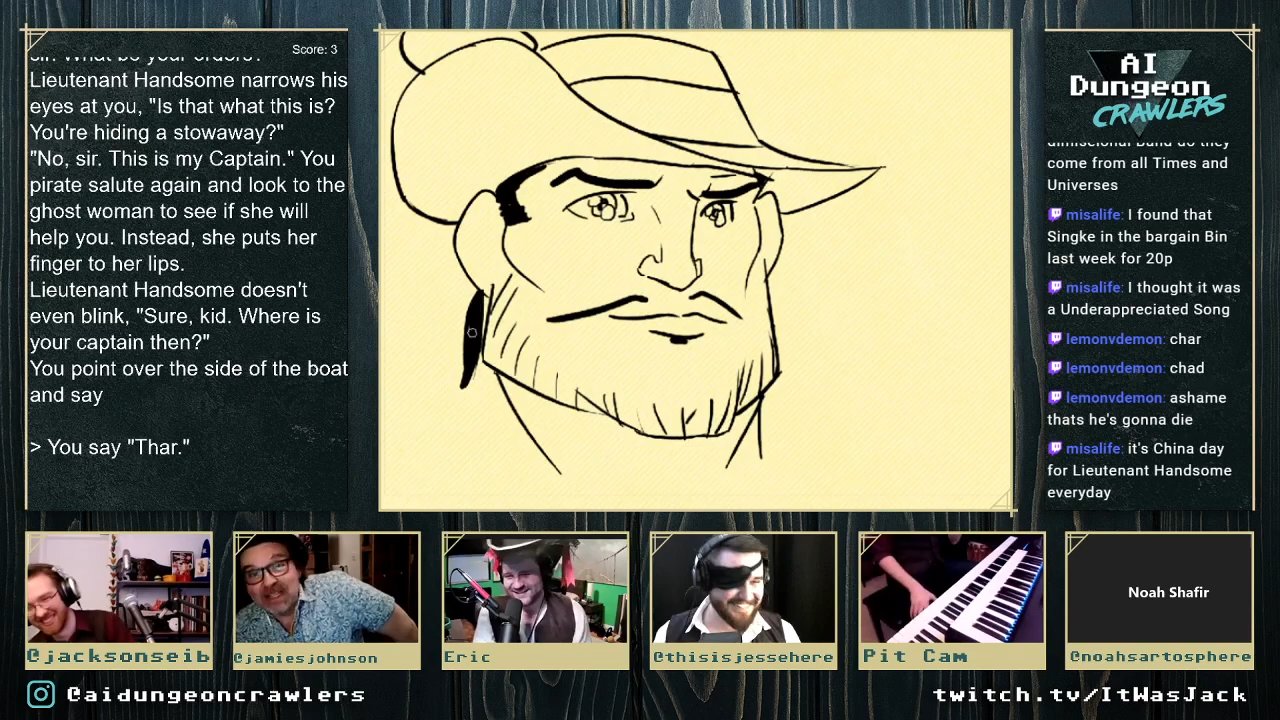 Score: 3
sir. What be your orders?
Lieutenant Handsome narrows his
eyes at you, "Is that what this is?
You're hiding a stowaway?"
"No, sir. This is my Captain." You
pirate salute again and look to the
ghost woman to see if she will
help you. Instead, she puts her
finger to her lips.
Lieutenant Handsome doesn't
even blink, "Sure, kid. Where is
your captain then?"
You point over the side of the boat
and say
> You say "Thar."
AI
Dungeon
CRAWLERS
come from all Times and
Universes
misalife: I found that
Singke in the bargain Bin
last week for 20p
misalife: I thought it was
a Underappreciated Song
lemonvdemon: char
lemonvdemon: chad
lemonvdemon: ashame
thats he's gonna die
misalife: it's China day
for Lieutenant Handsome
everyday
Noah Shafir
@jacksonseib
@jamiesjohnson
Eric
@thisisjessehere
Pit Cam
@noahsartosphere
@aidungeoncrawlers
twitch.tv/ItWasJack